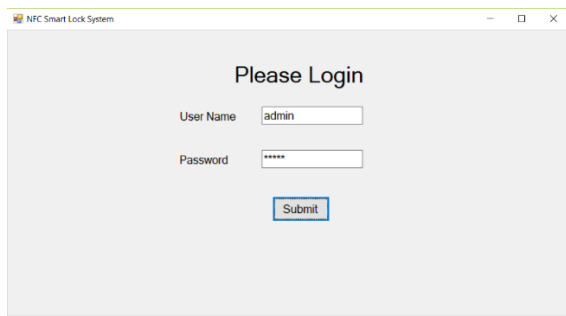 NFC Smart Lock System
Please Login
User Name admin
Password *****
Submit